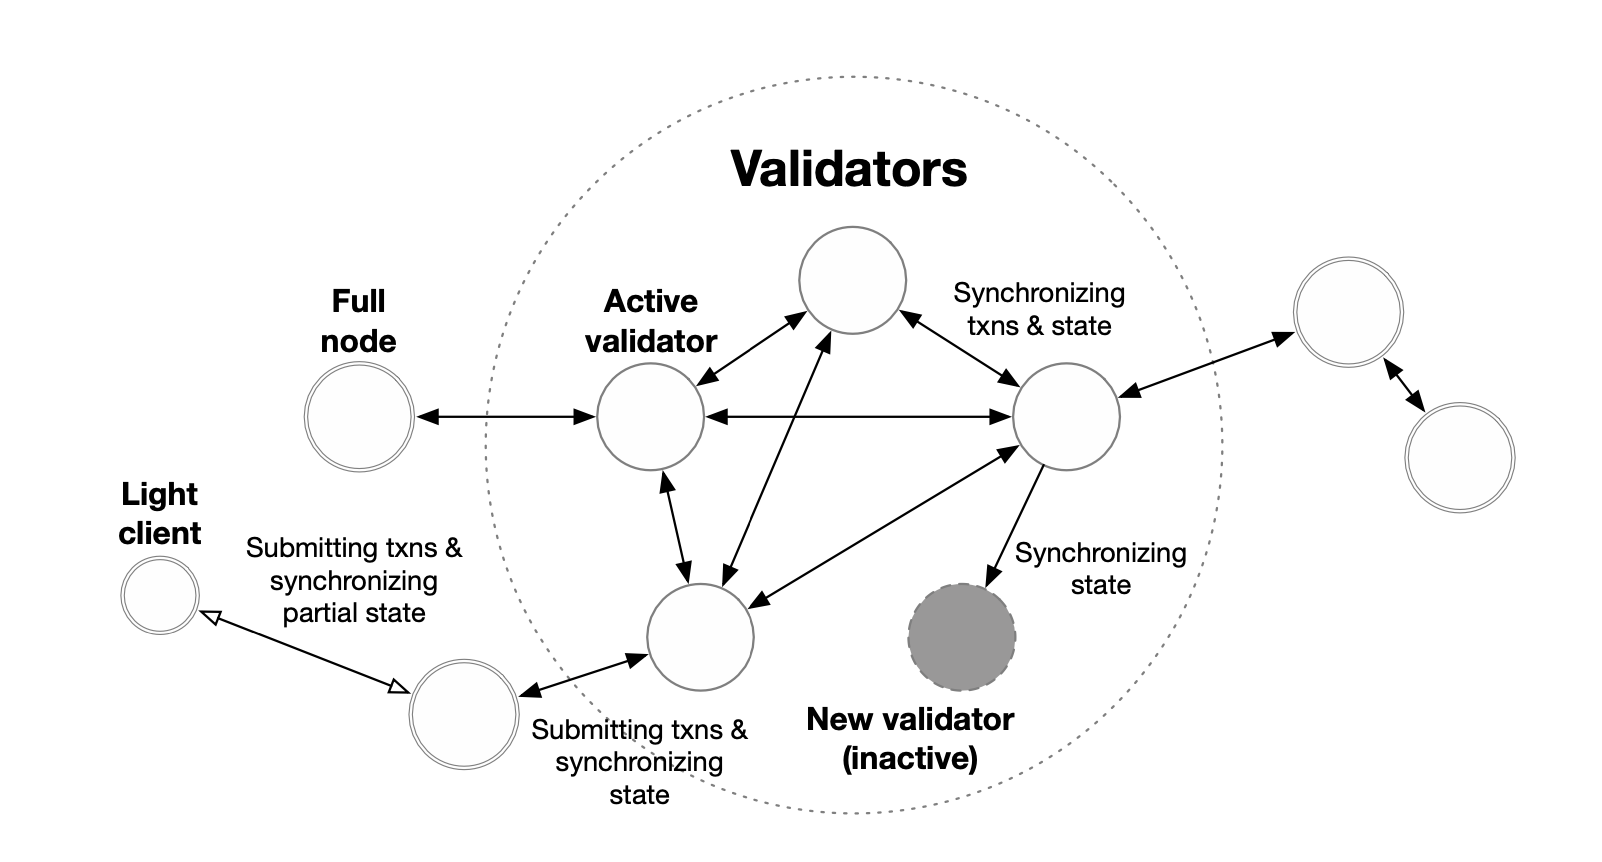 Validators
Full
node
Active
validator
Synchronizing
txns & state
Light
client
Submitting txns &
synchronizing
partial state
Synchronizing
state
Submitting txns &
synchronizing
state
New validator
(inactive)